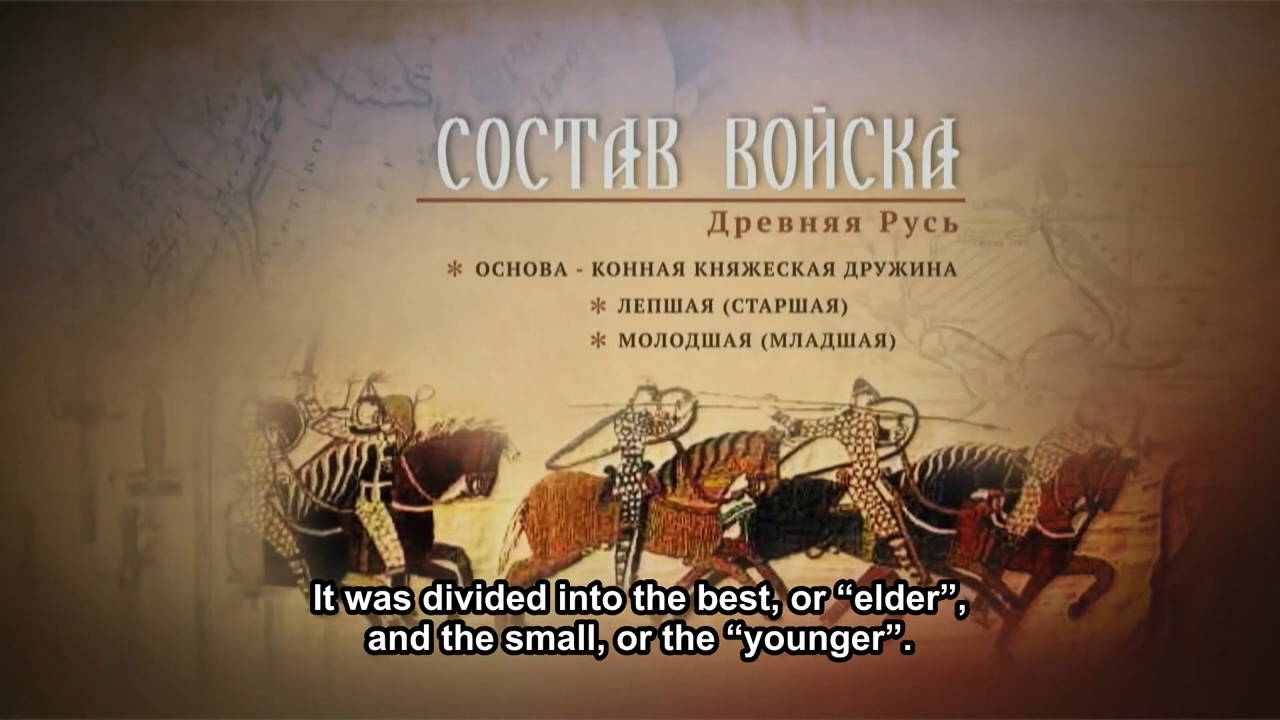 СОСТАВ ВОЙСКА
Древняя Русь
* ОСНОВА - КОННАЯ КНЯЖЕСКАЯ ДРУЖИНА
* ЛЕПШАЯ (СТАРШАЯ)
* МОЛОДШАЯ (МЛАДШАЯ)
It was divided into the best, or “elder”,
and the small, or the “younger”.